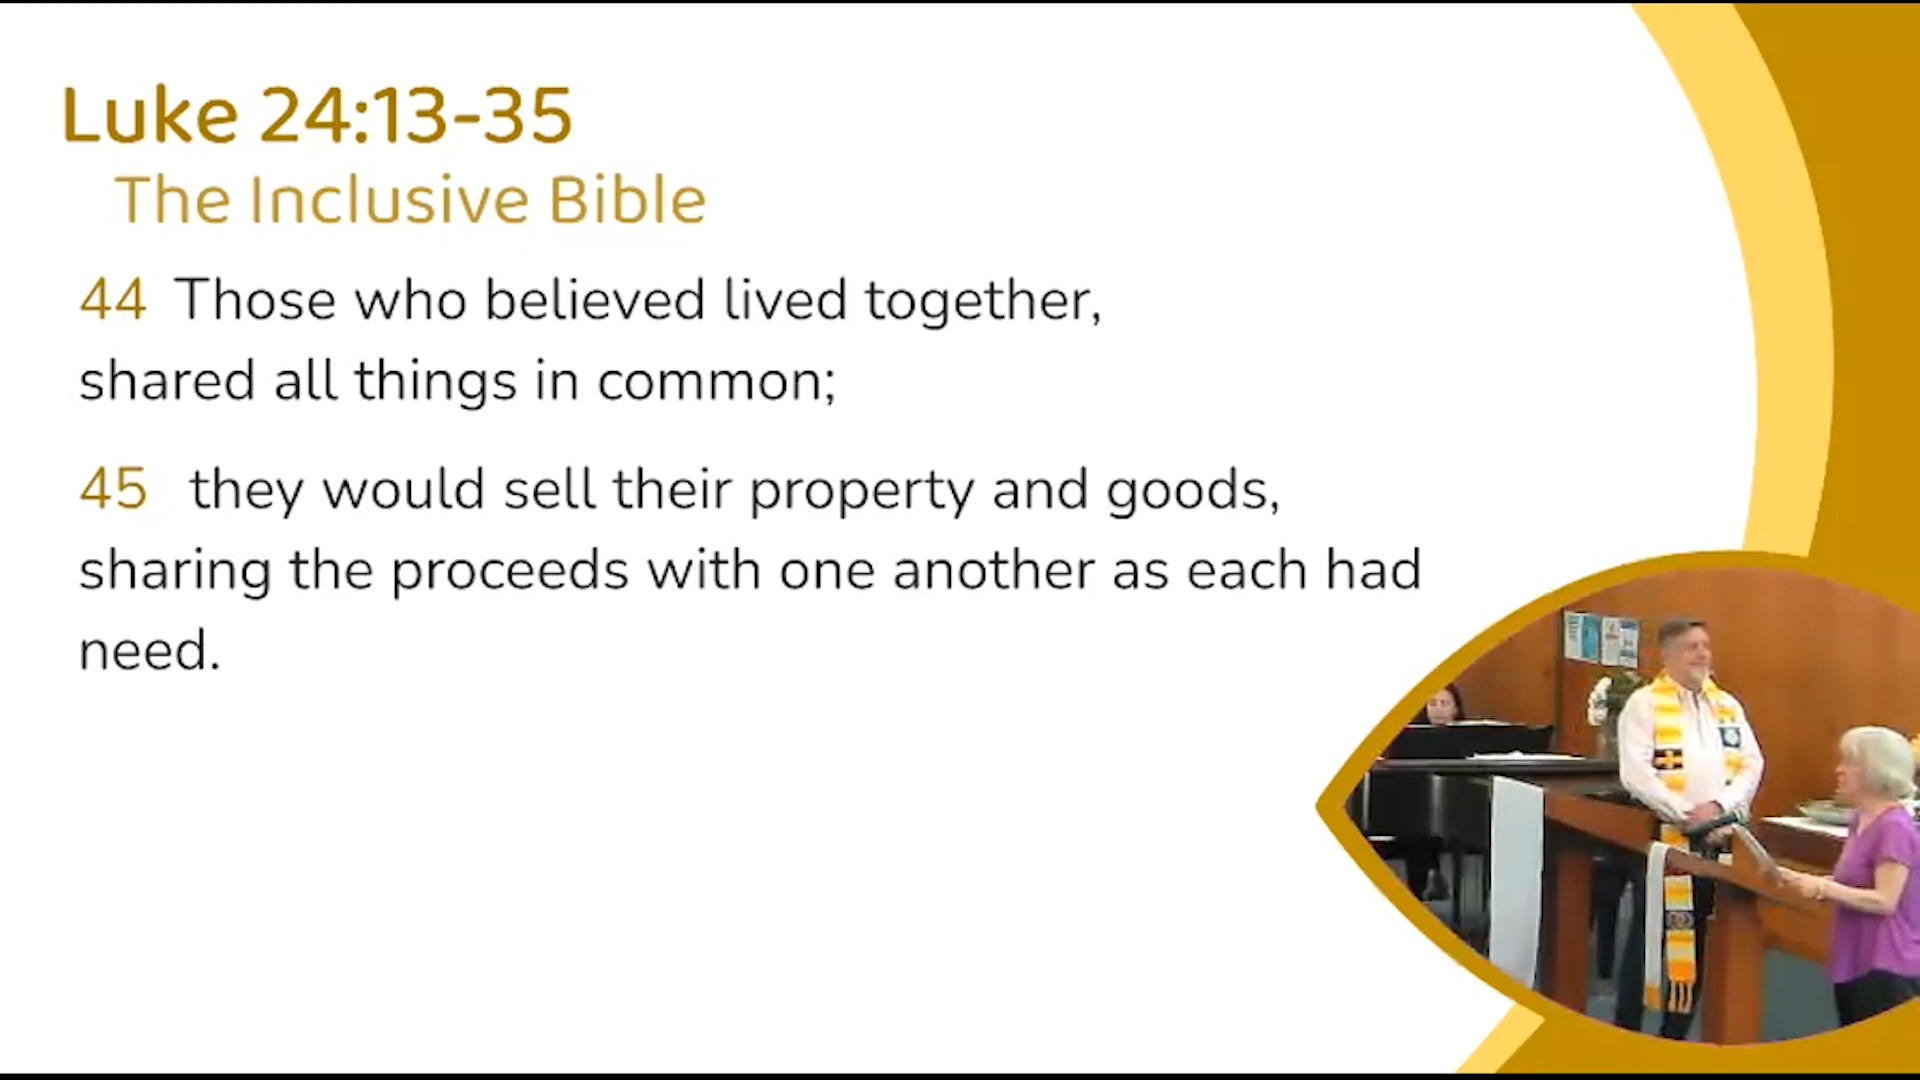 Luke 24:13-35
The Inclusive Bible
44 Those who believed lived together,
shared all things in common;
45 they would sell their property and goods,
sharing the proceeds with one another as each had
need.